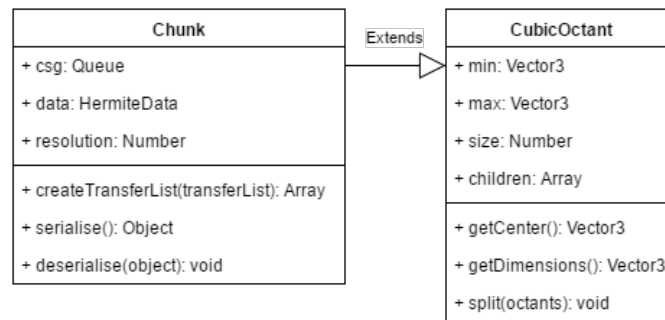 Chunk
+ csg: Queue
+ data: HermiteData
+ resolution: Number
+ createTransferList(transferList): Array
+ serialise(): Object
+ deserialise(object): void
Extends
CubicOctant
+ min: Vector3
+ max: Vector3
+ size: Number
+ children: Array
+ getCenter(): Vector3
+ getDimensions(): Vector3
+ split(octants): void